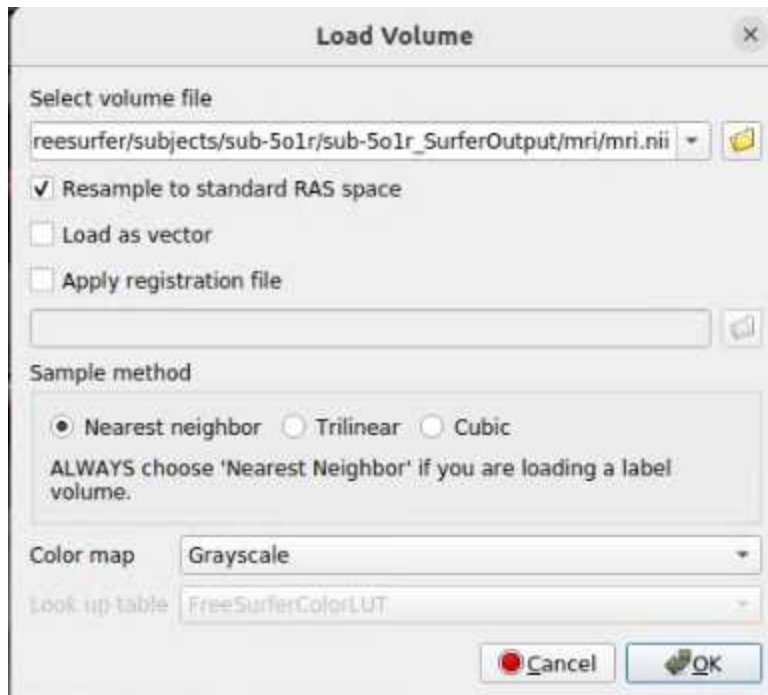 Load Volume
Select volume file
reesurfer/subjects/sub-5o1r/sub-5o1r_SurferOutput/mri/mri.nii
Resample to standard RAS space
Load as vector
Apply registration file
Sample method
Nearest neighbor Trilinear Cubic
ALWAYS choose 'Nearest Neighbor' if you are loading a label
volume.
Color map Grayscale
Look up table FreeSurferColorLUT
Cancel OK